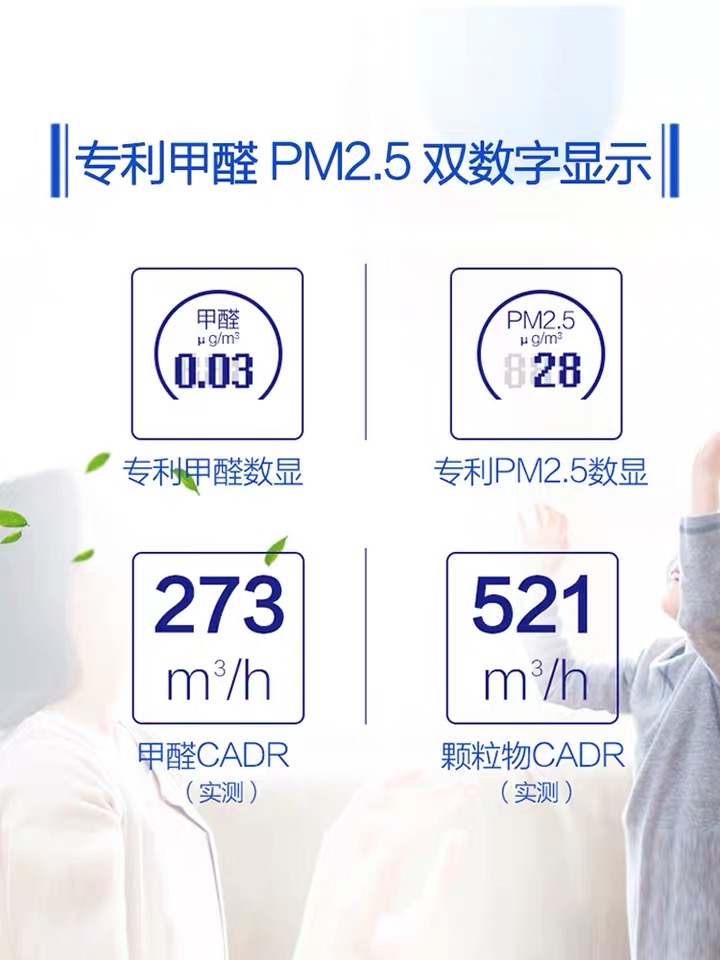 专利甲醛 PM2.5 双数字显示
甲醛
μg/m³
0.03
PM2.5
μg/m³
28
专利甲醛数显
专利PM2.5数显
273
m³/h
521
m³/h
甲醛CADR
（实测）
颗粒物CADR
（实测）